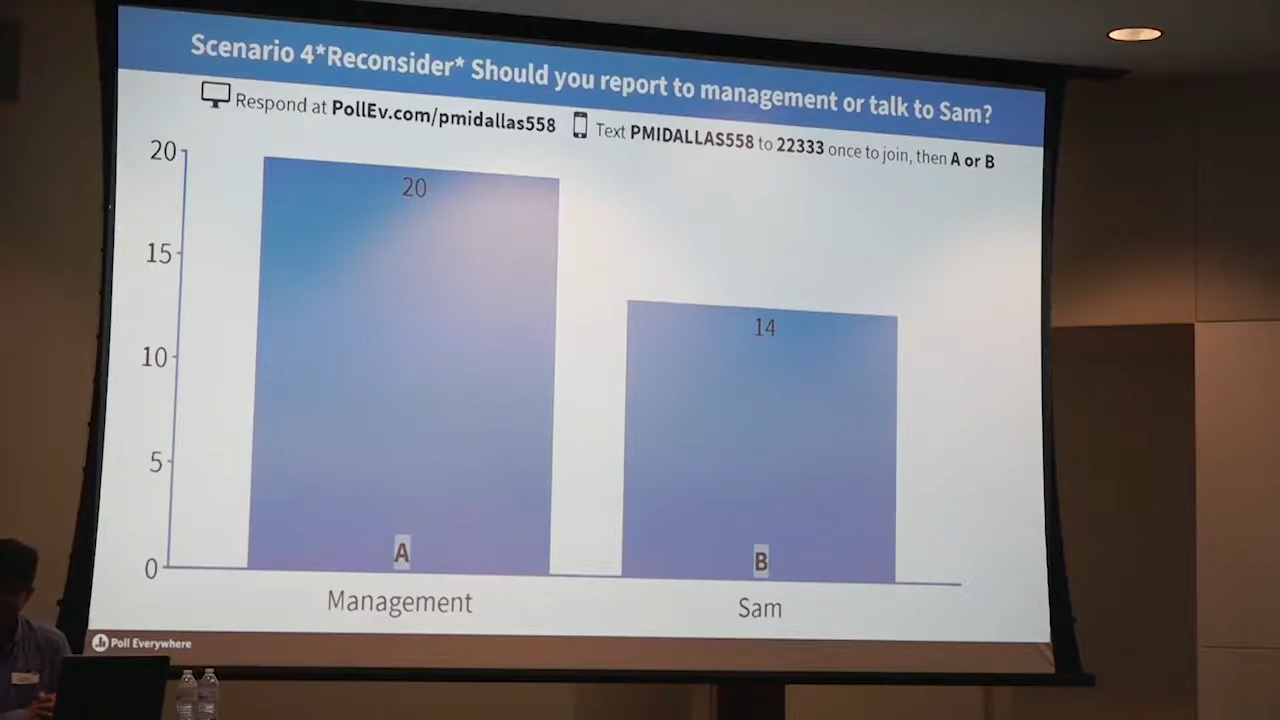 Scenario 4*Reconsider* Should you report to management or talk to Sam?
Respond at PollEv.com/pmidallas558 Text PMIDALLAS558 to 22333 once to join, then A or B
20
15
10
5
0
20
14
A
B
Management
Sam
Poll Everywhere